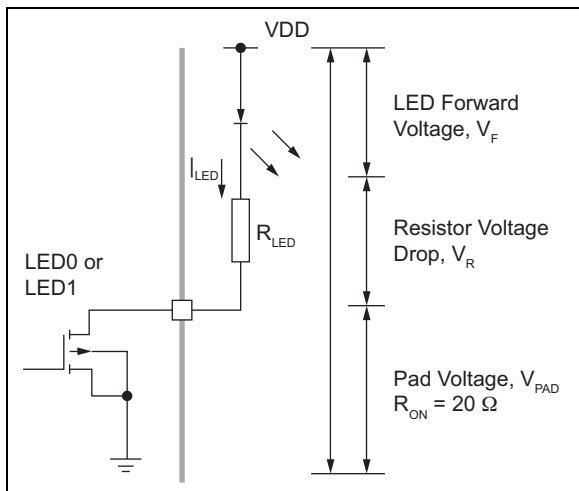 VDD
LED Forward
Voltage, V_F
I_LED
R_LED
Resistor Voltage
Drop, V_R
LED0 or
LED1
Pad Voltage, V_PAD
R_ON = 20 Ω